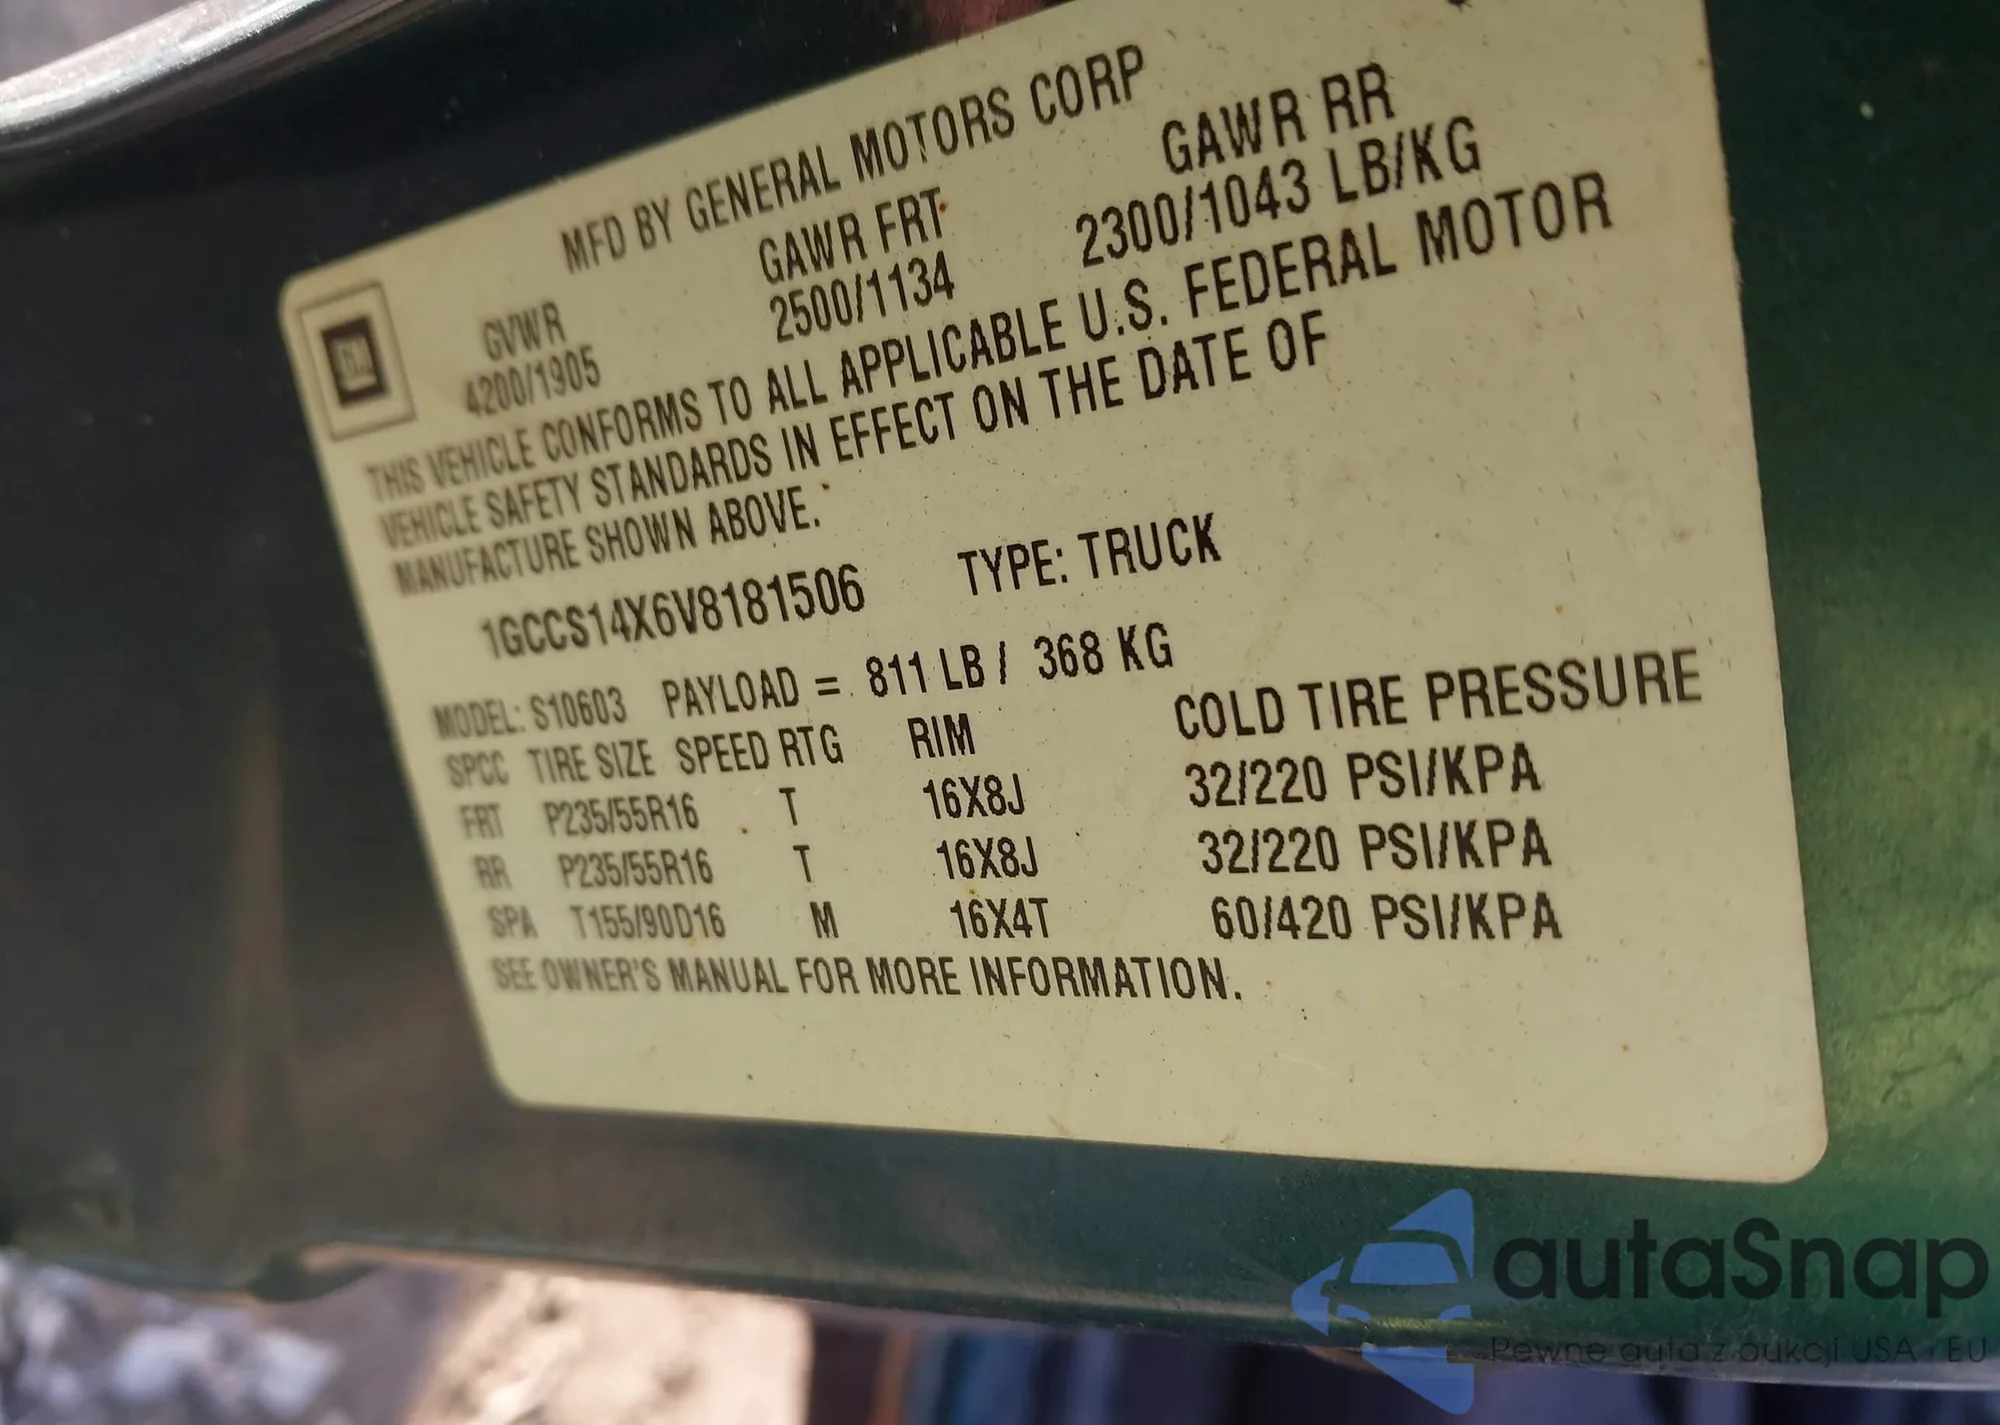 MFD BY GENERAL MOTORS CORP
GVWR GAWR FRT GAWR RR
4200/1905 2500/1134 2300/1043 LB/KG
THIS VEHICLE CONFORMS TO ALL APPLICABLE U.S. FEDERAL MOTOR
VEHICLE SAFETY STANDARDS IN EFFECT ON THE DATE OF
MANUFACTURE SHOWN ABOVE.
1GCCS14X6V8181506 TYPE: TRUCK
MODEL: S10603 PAYLOAD = 811 LB / 368 KG
SPCC TIRE SIZE SPEED RTG RIM COLD TIRE PRESSURE
FRT P235/55R16 T 16X8J 32/220 PSI/KPA
RR P235/55R16 T 16X8J 32/220 PSI/KPA
SPA T155/90D16 M 16X4T 60/420 PSI/KPA
SEE OWNER'S MANUAL FOR MORE INFORMATION.
GM
autaSnap
Pewne auta z aukcji USA i EU